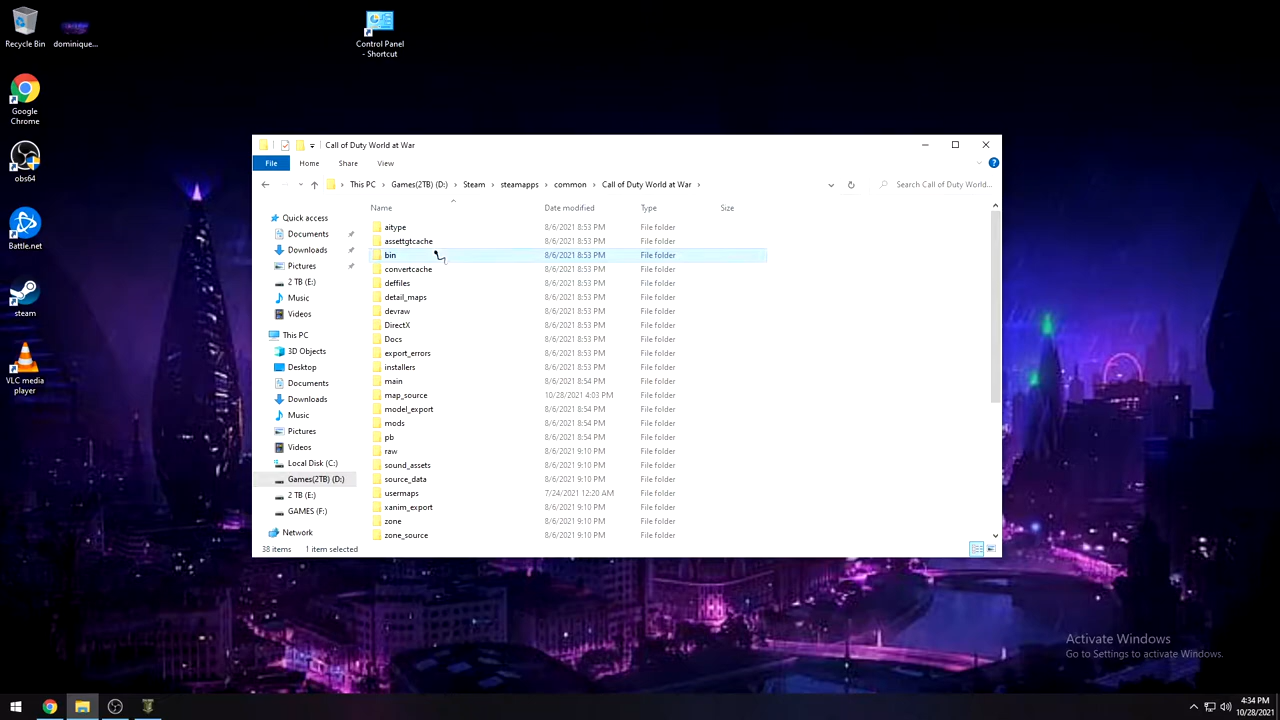 Recycle Bin
dominique...
Control Panel
- Shortcut
Google
Chrome
obs64
Battle.net
steam
VLC media
player
Call of Duty World at War
File
Home
Share
View
This PC
Games(2TB) (D:)
Steam
steamapps
common
Call of Duty World at War
Search Call of Duty World...
Quick access
Documents
Downloads
Pictures
2 TB (E:)
Music
Videos
This PC
3D Objects
Desktop
Documents
Downloads
Music
Pictures
Videos
Local Disk (C:)
Games(2TB) (D:)
2 TB (E:)
GAMES (F:)
Network
Name Date modified Type Size
aitype 8/6/2021 8:53 PM File folder
assettgtcache 8/6/2021 8:53 PM File folder
bin 8/6/2021 8:53 PM File folder
convertcache 8/6/2021 8:53 PM File folder
deffiles 8/6/2021 8:53 PM File folder
detail_maps 8/6/2021 8:53 PM File folder
devraw 8/6/2021 8:53 PM File folder
DirectX 8/6/2021 8:53 PM File folder
Docs 8/6/2021 8:53 PM File folder
export_errors 8/6/2021 8:53 PM File folder
installers 8/6/2021 8:53 PM File folder
main 8/6/2021 8:54 PM File folder
map_source 10/28/2021 4:03 PM File folder
model_export 8/6/2021 8:54 PM File folder
mods 8/6/2021 8:54 PM File folder
pb 8/6/2021 8:54 PM File folder
raw 8/6/2021 9:10 PM File folder
sound_assets 8/6/2021 9:10 PM File folder
source_data 8/6/2021 9:10 PM File folder
usermaps 7/24/2021 12:20 AM File folder
xanim_export 8/6/2021 9:10 PM File folder
zone 8/6/2021 9:10 PM File folder
zone_source 8/6/2021 9:10 PM File folder
38 items 1 item selected
Activate Windows
Go to Settings to activate Windows.
4:34 PM
10/28/2021